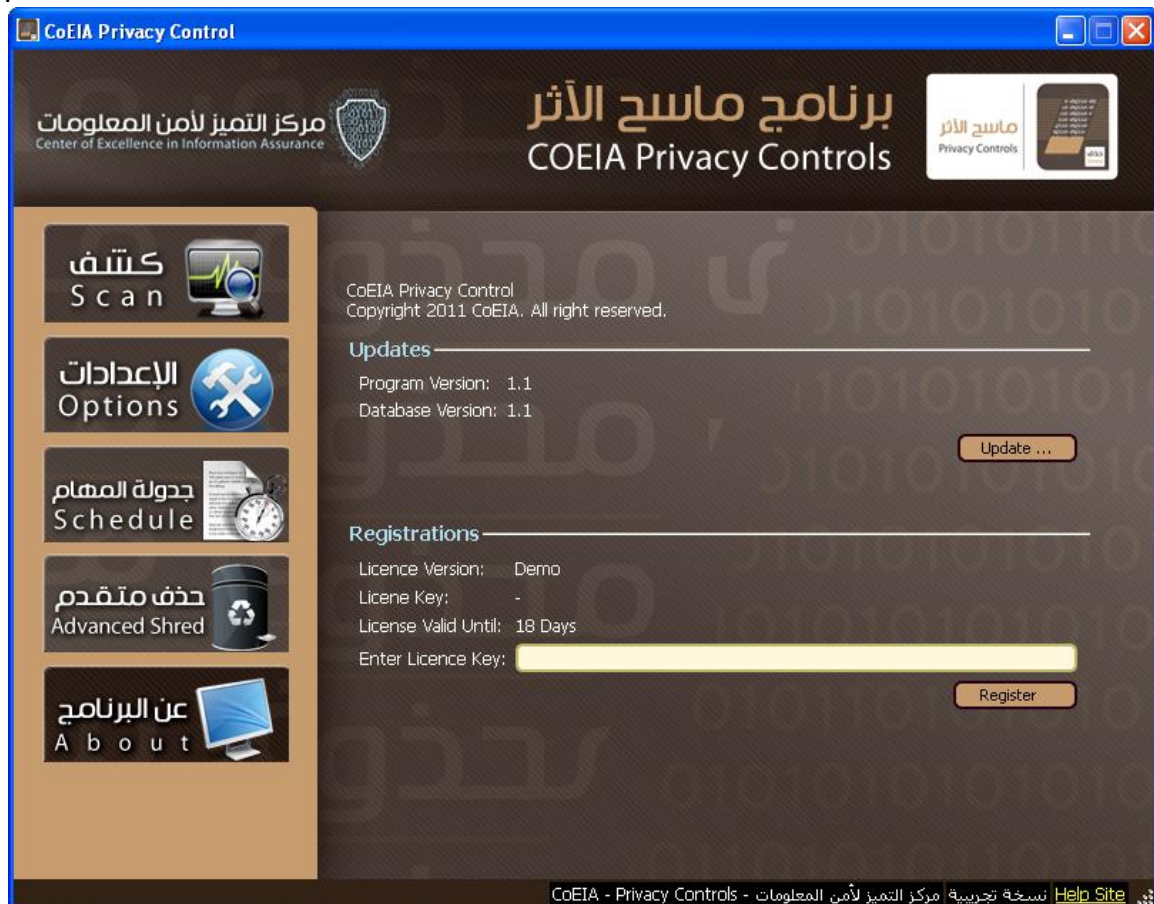 CoEIA Privacy Control
مركز التميز لأمن المعلومات
Center of Excellence in Information Assurance
برنامج ماسح الآثر
COEIA Privacy Controls
ماسح الأثر
Privacy Controls
كشف
Scan
الإعدادات
Options
جدولة المهام
Schedule
حذف متقدم
Advanced Shred
عن البرنامج
About
CoEIA Privacy Control
Copyright 2011 CoEIA. All right reserved.
Updates
Program Version: 1.1
Database Version: 1.1
Update ...
Registrations
Licence Version: Demo
Licene Key: -
License Valid Until: 18 Days
Enter Licence Key:
Register
CoEIA - Privacy Controls - نسخة تجريبية مركز التميز لأمن المعلومات Help Site